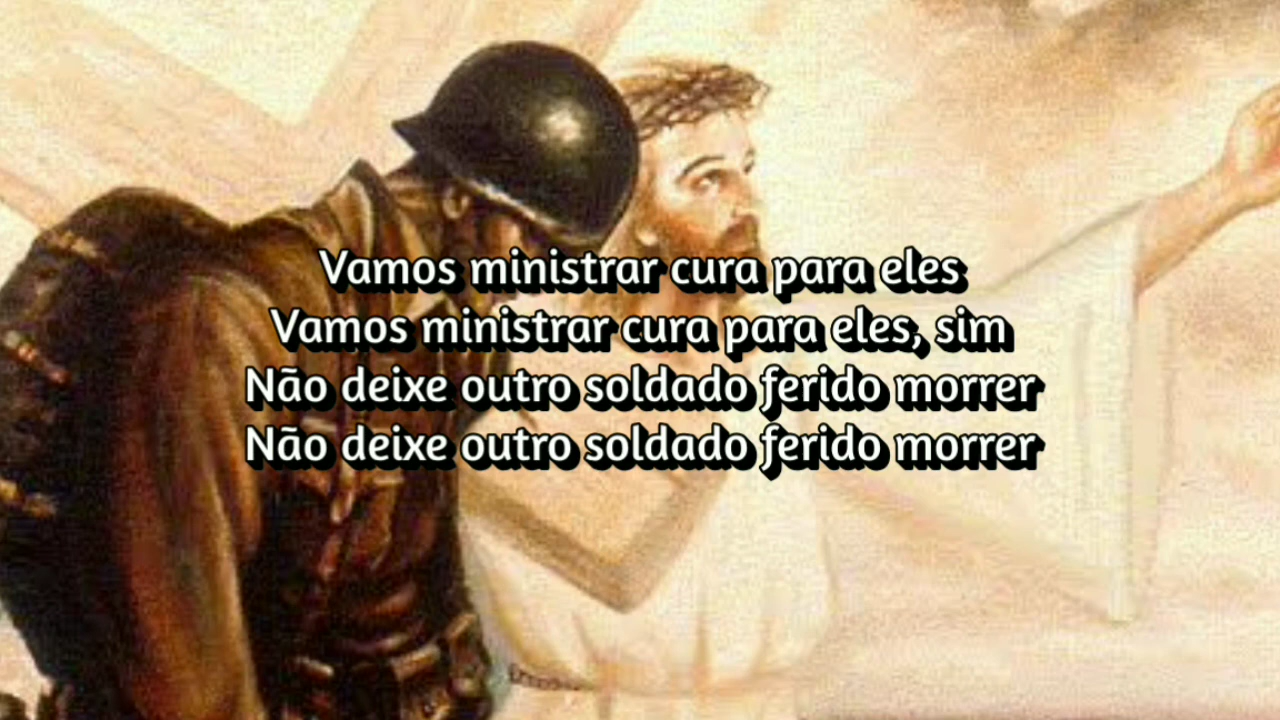 Vamos ministrar cura para eles
Vamos ministrar cura para eles, sim
Não deixe outro soldado ferido morrer
Não deixe outro soldado ferido morrer